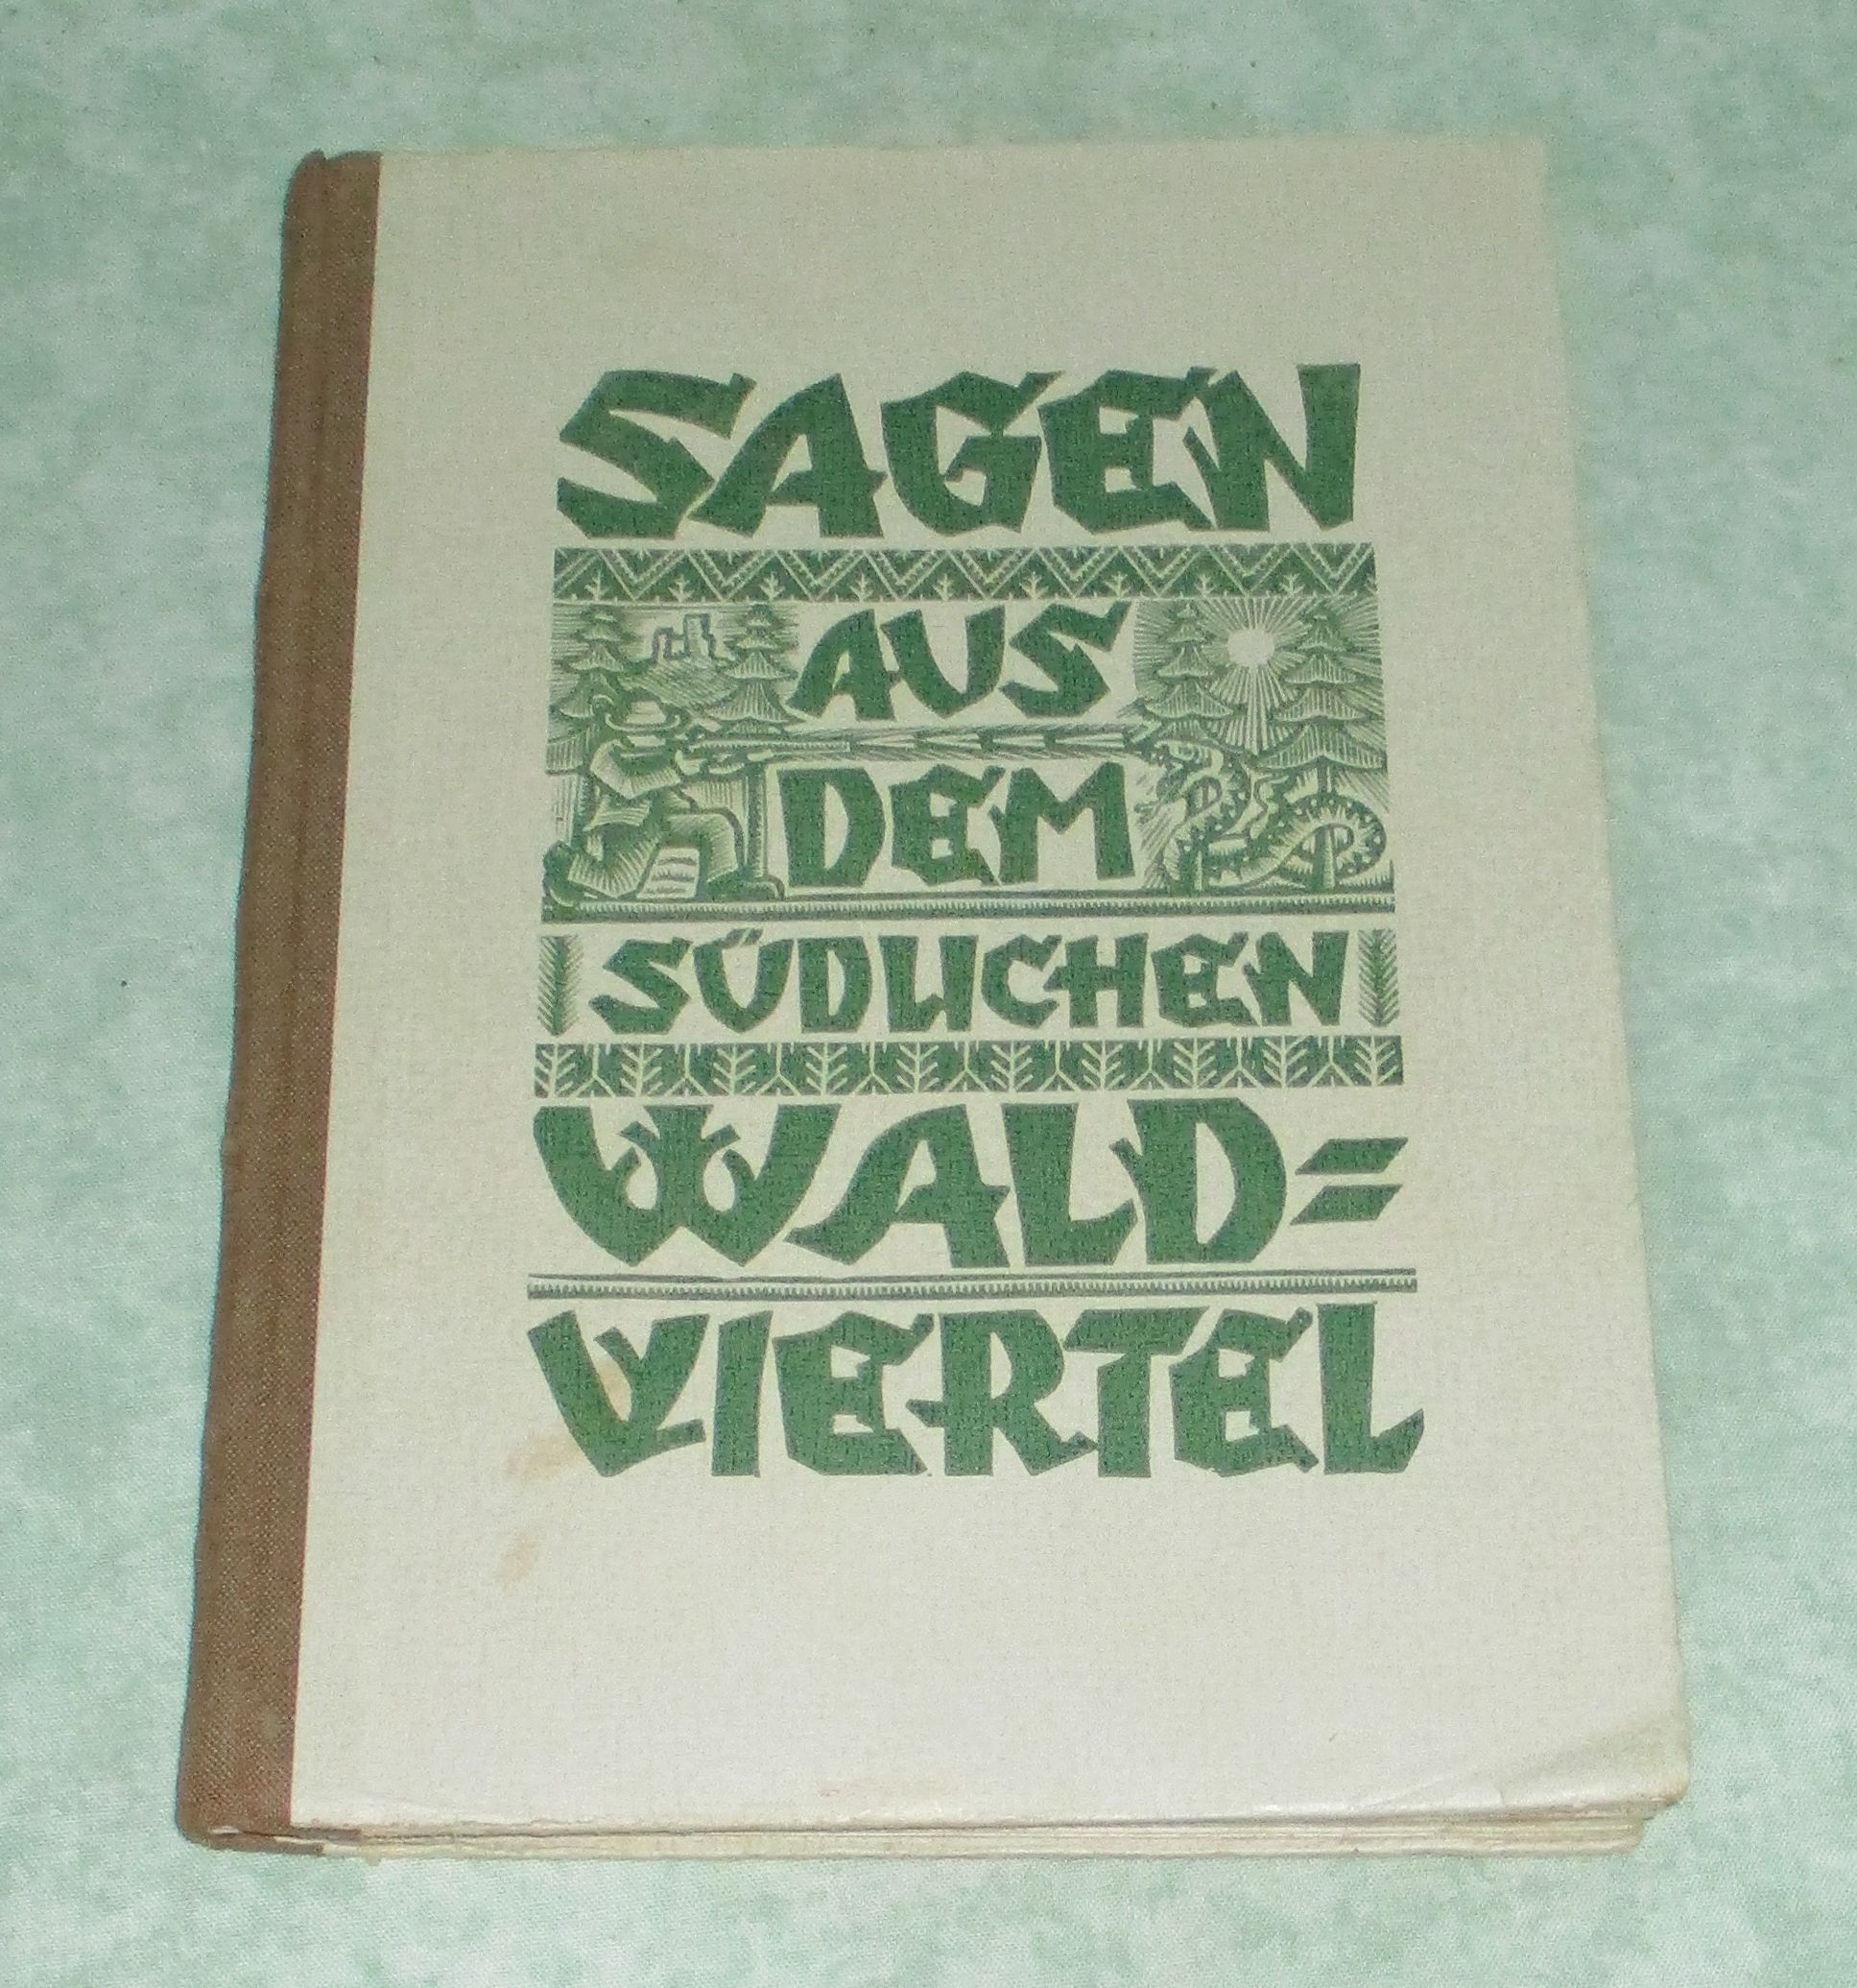 SAGEN
AUS
DEM
SÜDLICHEN
WALD=
VIERTEL